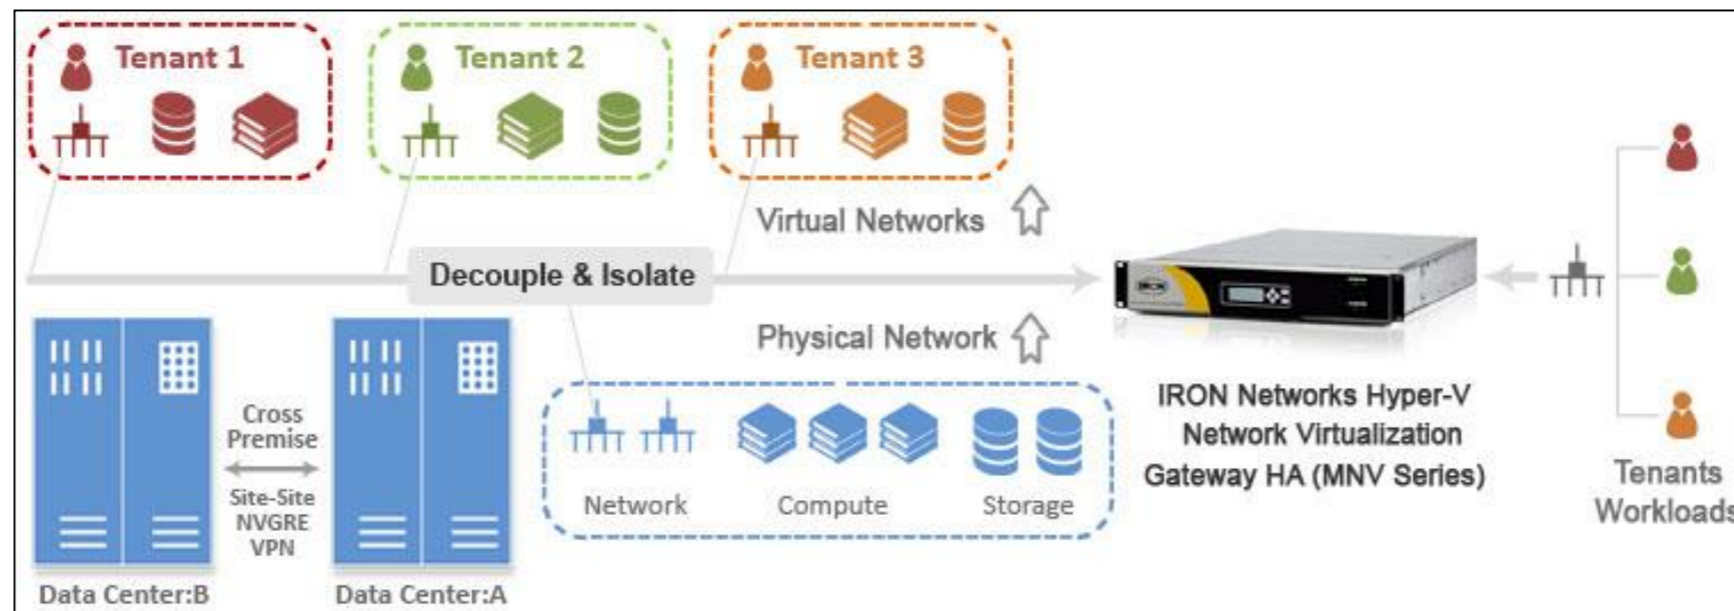 Tenant 1
Tenant 2
Tenant 3
Virtual Networks
Decouple & Isolate
Physical Network
IRON
IRON Networks Hyper-V
Network Virtualization
Gateway HA (MNV Series)
Cross
Premise
Site-Site
NVGRE
VPN
Network
Compute
Storage
Data Center:B
Data Center:A
Tenants
Workloads